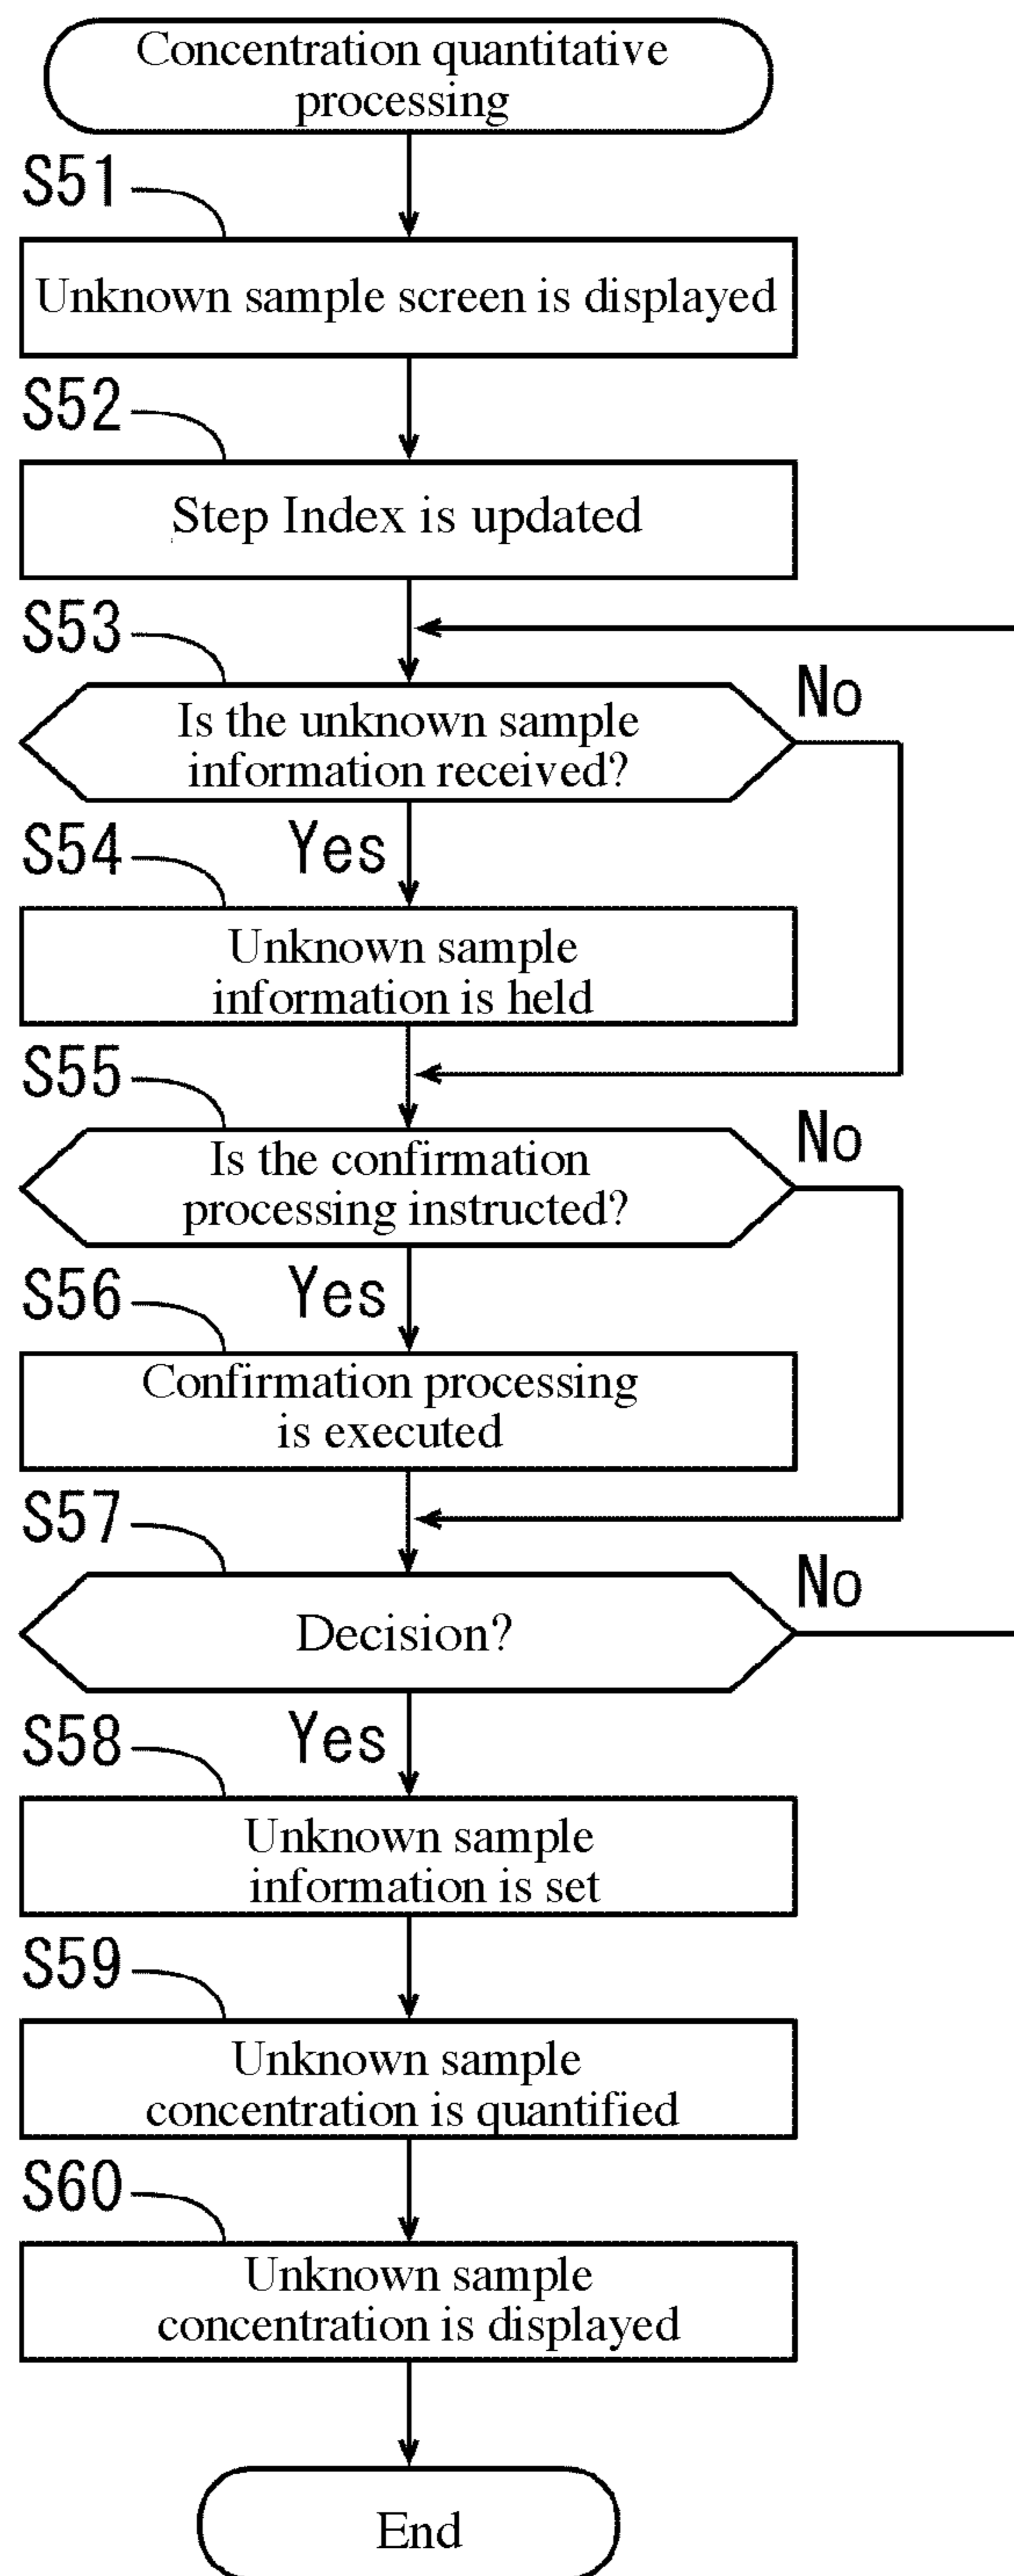 Concentration quantitative
processing
S51
Unknown sample screen is displayed
S52
Step Index is updated
S53
Is the unknown sample
information received?
No
Yes
S54
Unknown sample
information is held
S55
Is the confirmation
processing instructed?
No
Yes
S56
Confirmation processing
is executed
S57
Decision?
No
Yes
S58
Unknown sample
information is set
S59
Unknown sample
concentration is quantified
S60
Unknown sample
concentration is displayed
End